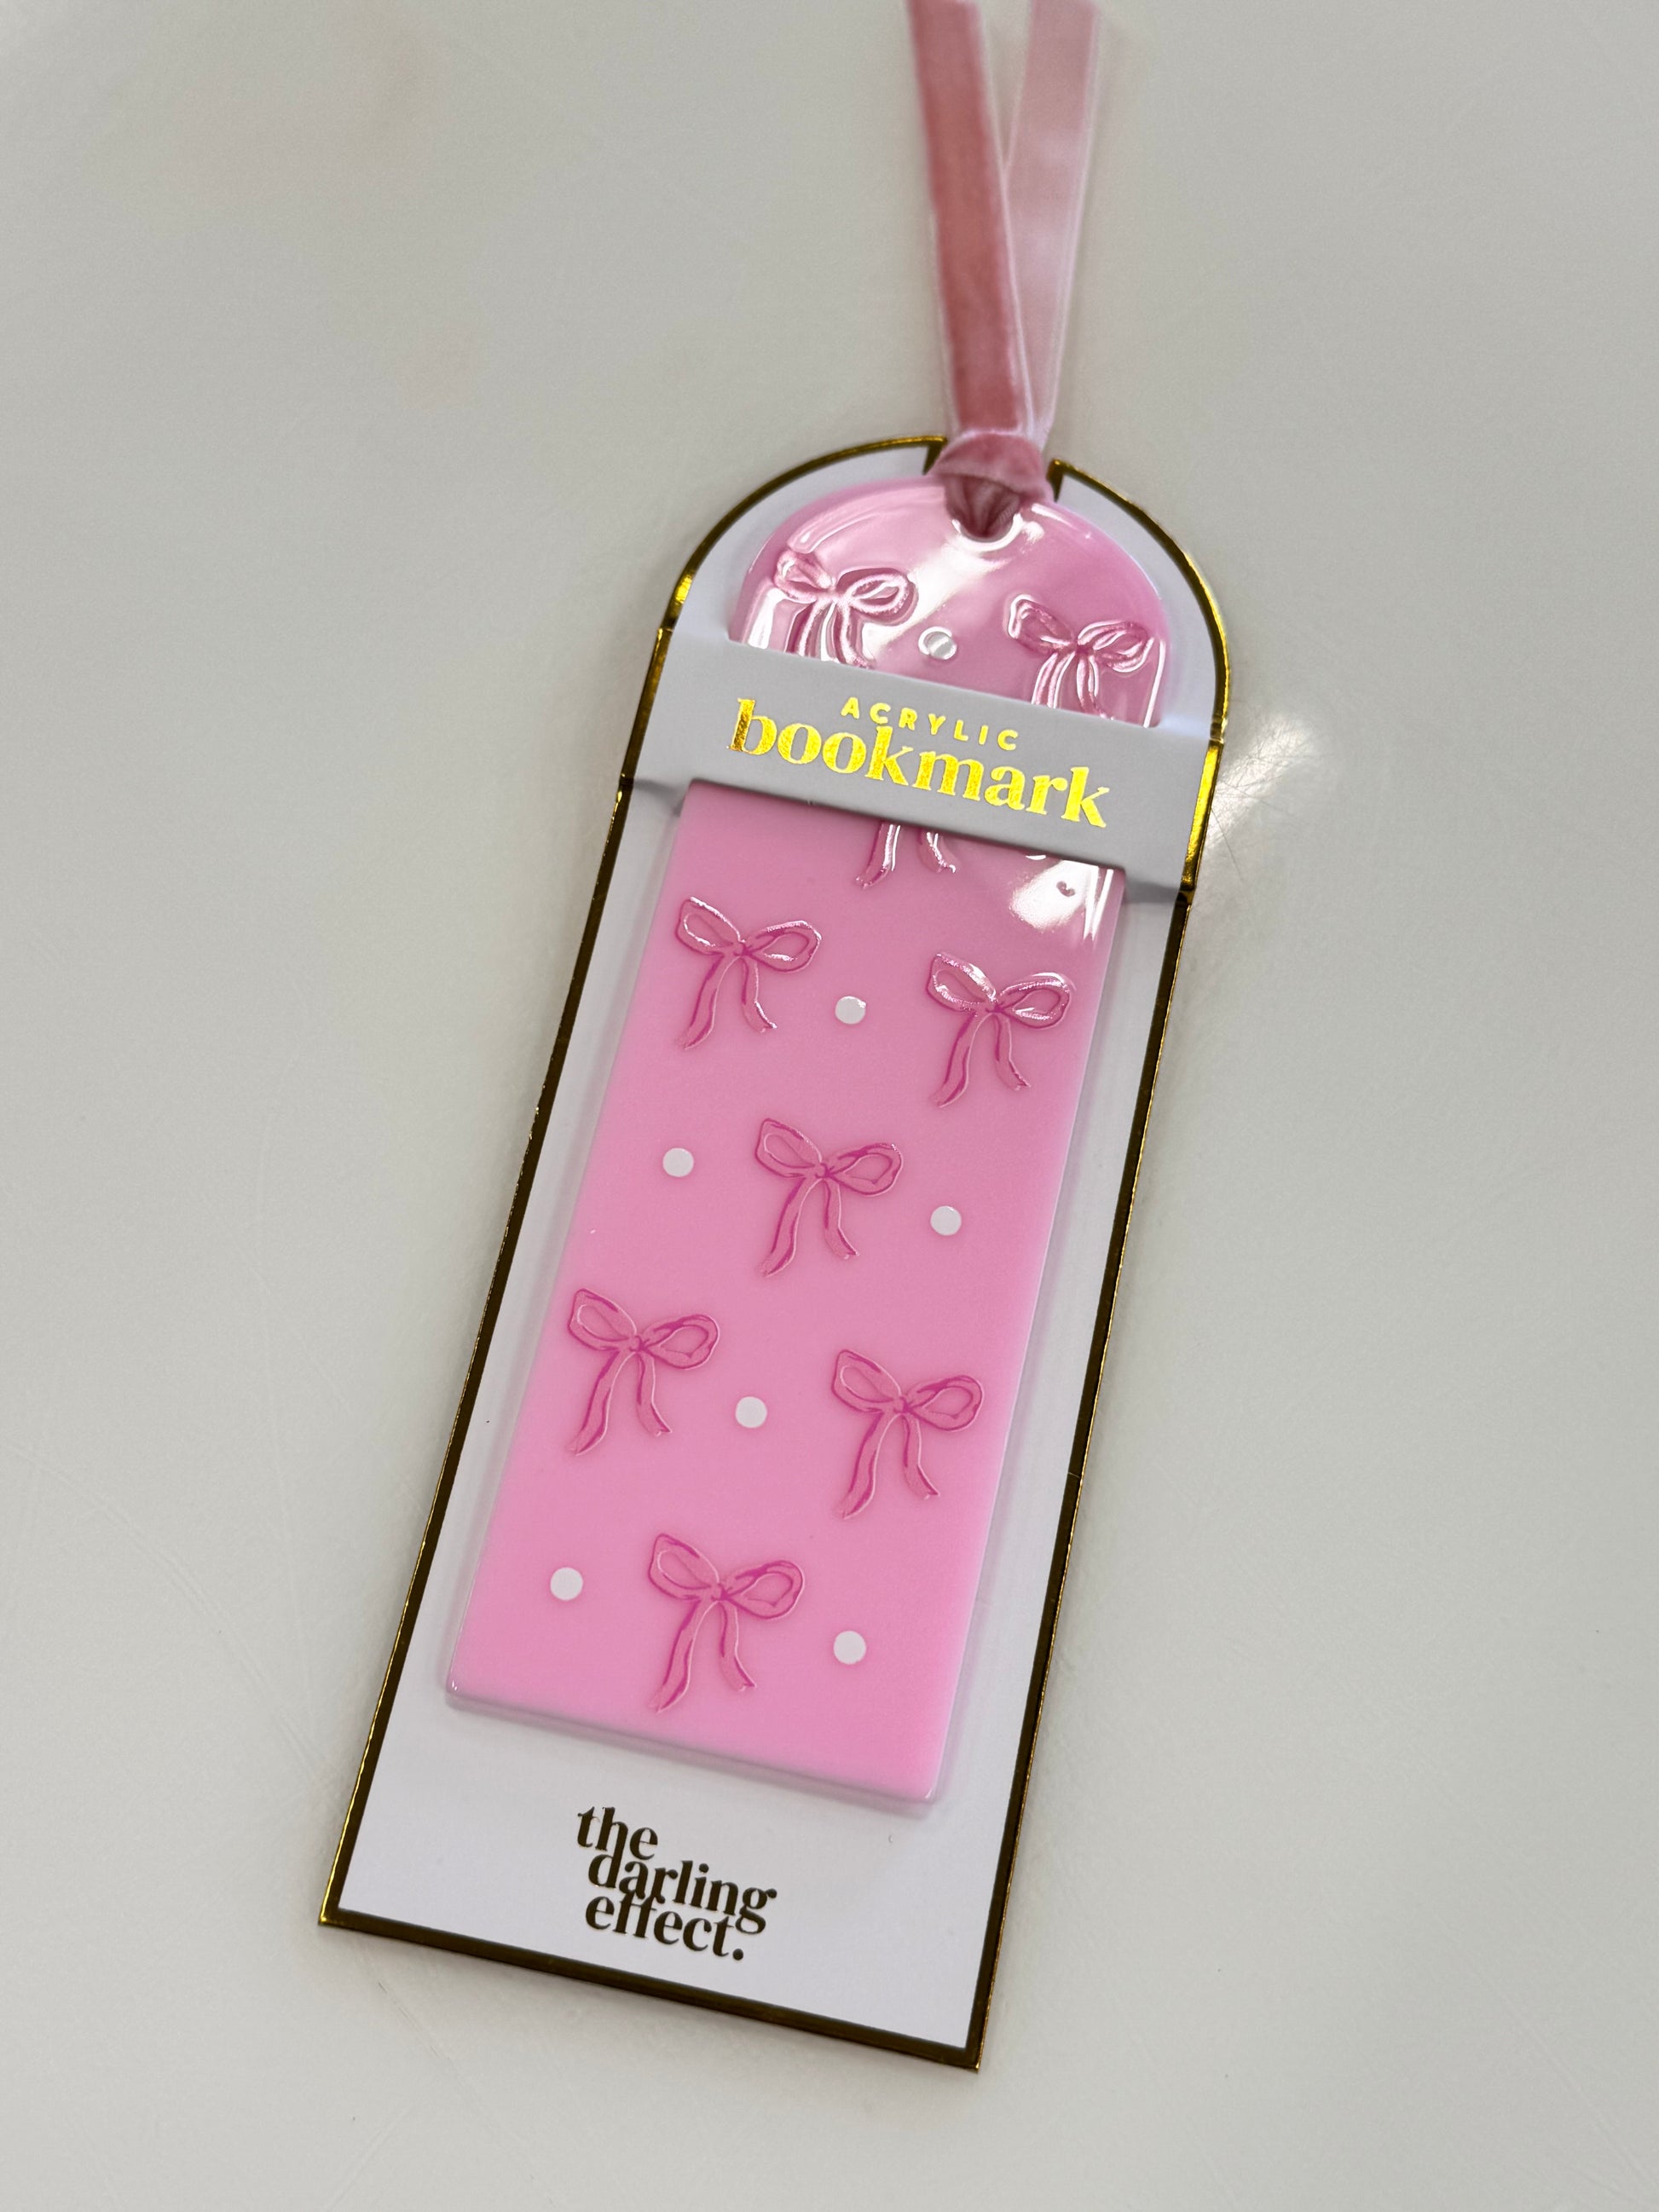 ACRYLIC
bookmark
the
darling
effect.